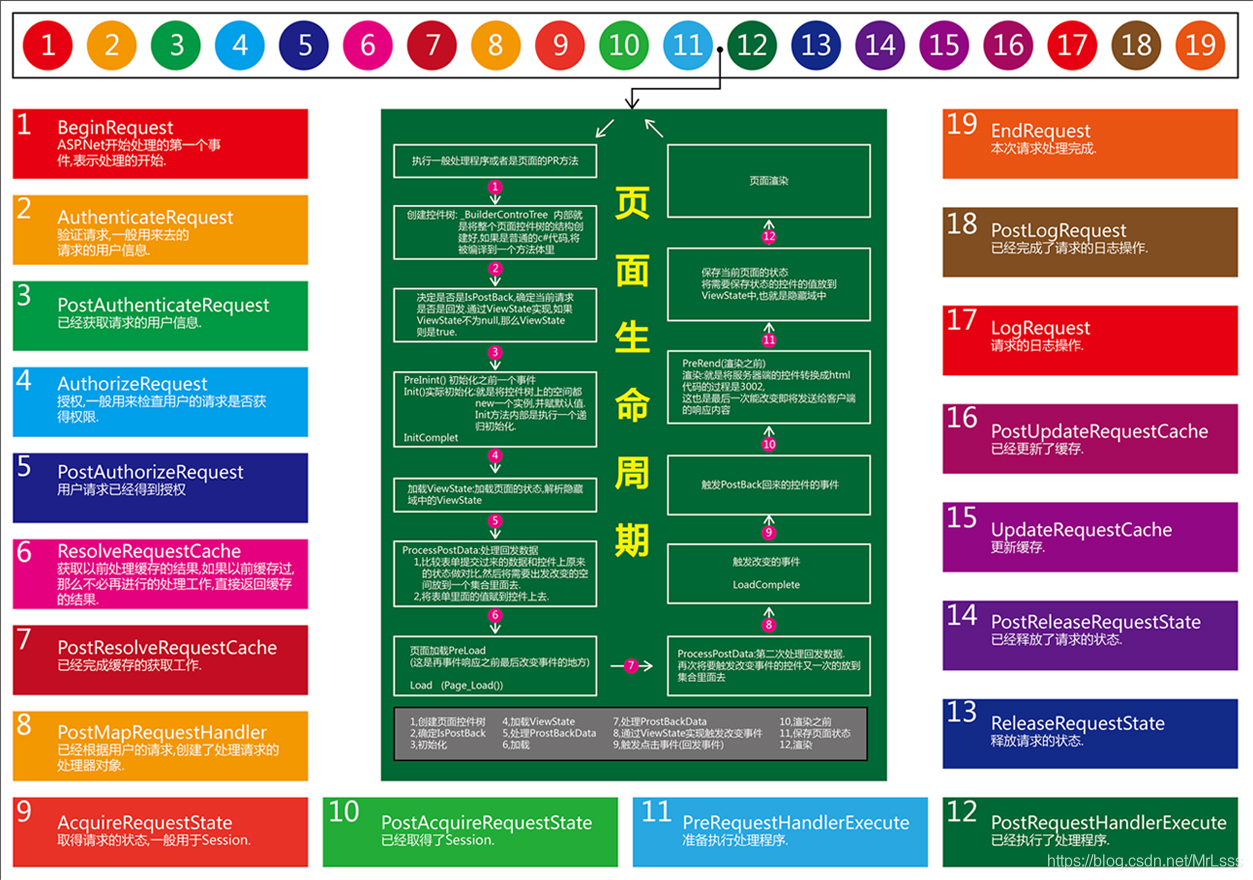 1 2 3 4 5 6 7 8 9 10 11 12 13 14 15 16 17 18 19
1
BeginRequest
ASP.Net开始处理的第一个事
件,表示处理的开始.
2
AuthenticateRequest
验证请求,一般用来去的
请求的用户信息.
3
PostAuthenticateRequest
已经获取请求的用户信息.
4
AuthorizeRequest
授权,一般用来检查用户的请求是否获
得权限.
5
PostAuthorizeRequest
用户请求已经得到授权
6
ResolveRequestCache
获取以前处理缓存的结果,如果以前缓存过,
那么不必再进行的处理工作,直接返回缓存
的结果.
7
PostResolveRequestCache
已经完成缓存的获取工作.
8
PostMapRequestHandler
已经根据用户的请求,创建了处理请求的
处理器对象.
9
AcquireRequestState
取得请求的状态,一般用于Session.
10
PostAcquireRequestState
已经取得了Session.
11
PreRequestHandlerExecute
准备执行处理程序.
12
PostRequestHandlerExecute
已经执行了处理程序.
13
ReleaseRequestState
释放请求的状态.
14
PostReleaseRequestState
已经释放了请求的状态.
15
UpdateRequestCache
更新缓存.
16
PostUpdateRequestCache
已经更新了缓存.
17
LogRequest
请求的日志操作.
18
PostLogRequest
已经完成了请求的日志操作.
19
EndRequest
本次请求处理完成.
页面生命周期
执行一般处理程序或者是页面的PR方法
1
创建控件树: _BuilderControTree 内部就
是将整个页面控件树的结构创
建好,如果是普通的c#代码,将
被编译到一个方法体里
2
决定是否是IsPostBack,确定当前请求
是否是回发.通过ViewState实现,如果
ViewState不为null,那么ViewState
则是true.
3
PreInint() 初始化之前一个事件
Init()实际初始化:就是将控件树上的空间都
new一个实例,并赋默认值.
Init方法内部是执行一个递
归初始化.
InitComplet
4
加载ViewState:加载页面的状态,解析隐藏
域中的ViewState
5
ProcessPostData:处理回发数据
1,比较表单提交过来的数据和控件上原来
的状态做对比,然后将需要出发改变的空
间放到一个集合里面去.
2,将表单里面的值赋到控件上去.
6
页面加载PreLoad
(这是再事件响应之前最后改变事件的地方)
Load (Page_Load())
7
ProcessPostData:第二次处理回发数据.
再次将要触发改变事件的控件又一次的放到
集合里面去
8
触发改变的事件
LoadComplete
9
触发PostBack回来的控件的事件
10
PreRend(渲染之前)
渲染:就是将服务器端的控件转换成html
代码的过程是3002,
这也是最后一次能改变即将发送给客户端
的响应内容
11
保存当前页面的状态
将需要保存状态的控件的值放到
ViewState中,也就是隐藏域中
12
页面渲染
1,创建页面控件树 4,加载ViewState 7,处理ProstBackData 10,渲染之前
2,确定IsPostBack 5,处理ProstBackData 8,通过ViewState实现触发改变事件 11,保存页面状态
3,初始化 6,加载 9,触发点击事件(回发事件) 12,渲染
https://blog.csdn.net/MrLsss